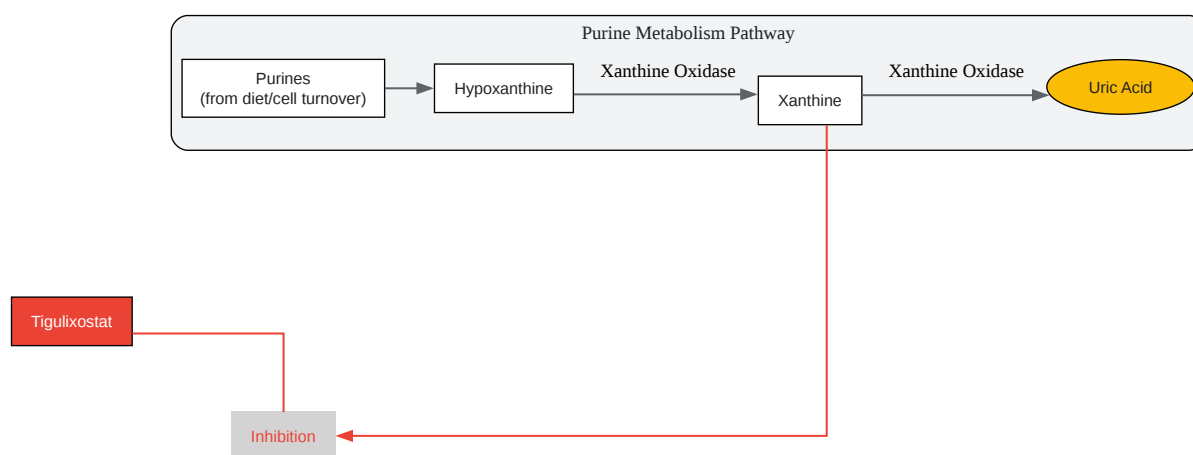 Purine Metabolism Pathway
Purines
(from diet/cell turnover)
Hypoxanthine
Xanthine Oxidase
Xanthine
Xanthine Oxidase
Uric Acid
Tigulixostat
Inhibition